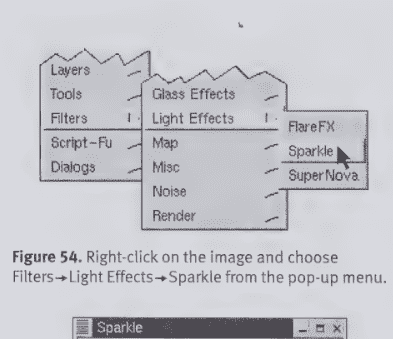 Layers
Tools
Filters
Script-Fu
Dialogs
Glass Effects
Light Effects
Map
Misc
Noise
Render
FlareFX
Sparkle
SuperNova
Figure 54. Right-click on the image and choose
Filters→Light Effects→Sparkle from the pop-up menu.
Sparkle